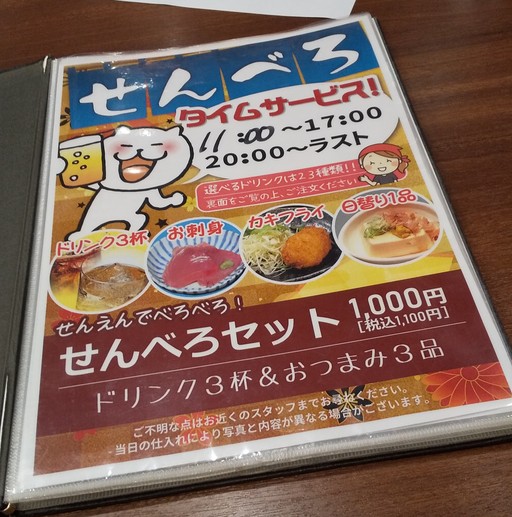 せんべろ
タイムサービス!
11:00〜17:00
20:00〜ラスト
選べるドリンクは23種類!!
裏面をご覧の上、ご注文ください
ドリンク3杯
お刺身
カキフライ
日替り1品
せんえんでべろべろ!
せんべろセット 1,000円
[税込1,100円]
ドリンク3杯&おつまみ3品
ご不明な点はお近くのスタッフまでお尋ねください。
当日の仕入れにより写真と内容が異なる場合がございます。